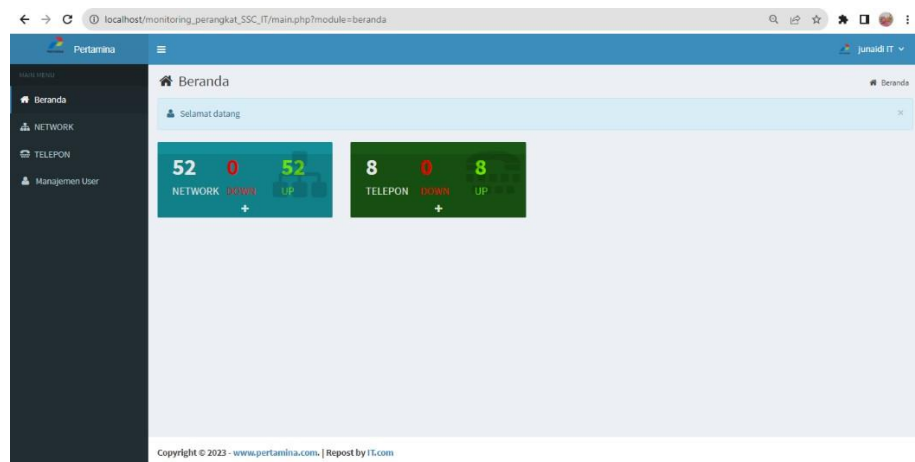 localhost/monitoring_perangkat_SSC_IT/main.php?module=beranda
Pertamina
junaidi IT
MAIN MENU
Beranda
Beranda
Beranda
NETWORK
TELEPON
Manajemen User
Selamat datang
52 0 52
NETWORK DOWN UP
8 0 8
TELEPON DOWN UP
Copyright © 2023 - www.pertamina.com. | Repost by IT.com